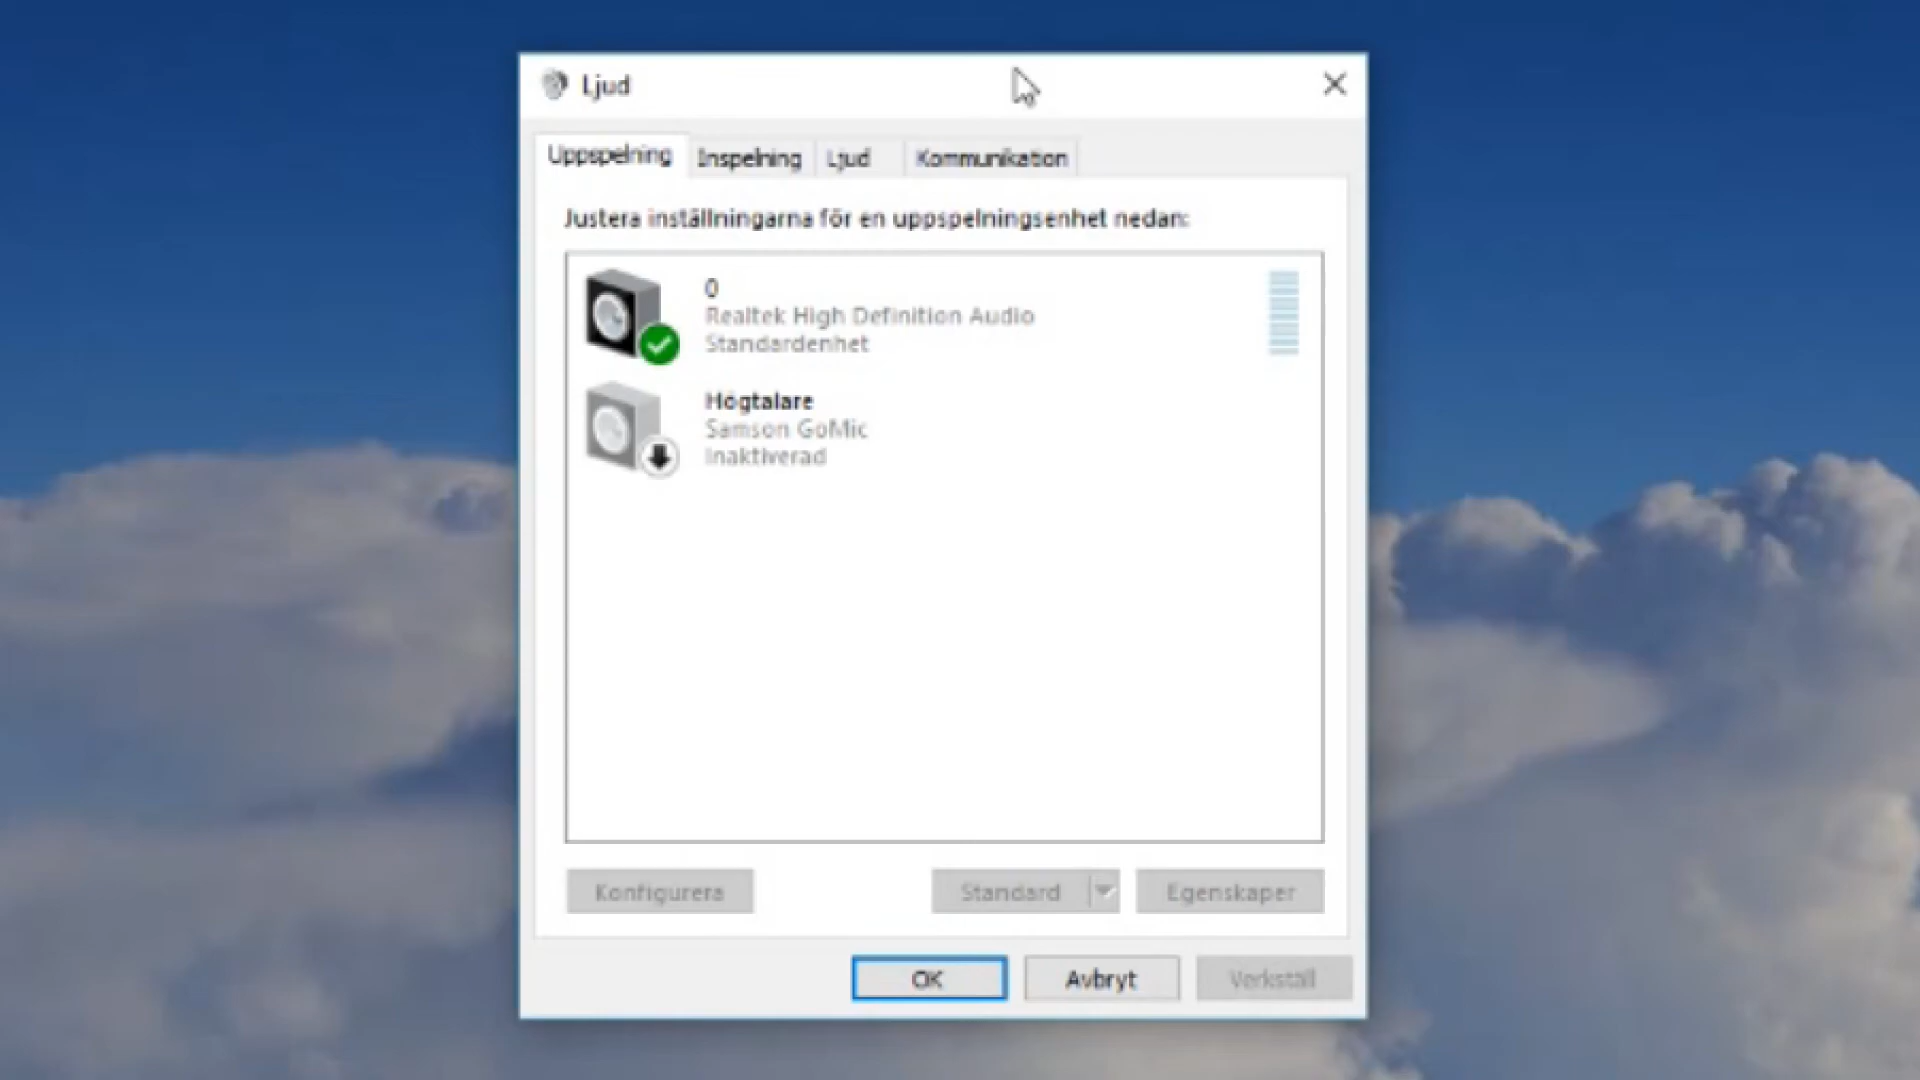 Ljud
Uppspelning Inspelning Ljud Kommunikation
Justera inställningarna för en uppspelningsenhet nedan:
0
Realtek High Definition Audio
Standardenhet
Högtalare
Samson GoMic
Inaktiverad
Konfigurera Standard Egenskaper
OK Avbryt Verkställ